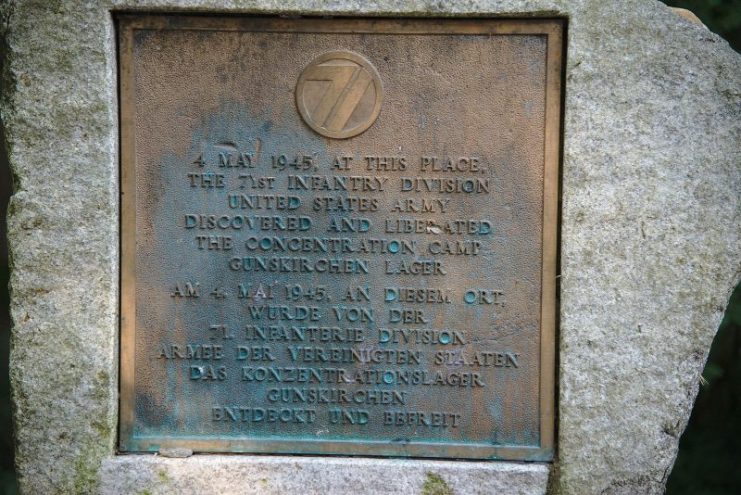 71
4 MAY 1945, AT THIS PLACE,
THE 71ST INFANTRY DIVISION
UNITED STATES ARMY
DISCOVERED AND LIBERATED
THE CONCENTRATION CAMP
GUNSKIRCHEN LAGER
AM 4. MAI 1945, AN DIESEM ORT,
WURDE VON DER
71. INFANTERIE DIVISION
ARMEE DER VEREINIGTEN STAATEN
DAS KONZENTRATIONSLAGER
GUNSKIRCHEN
ENTDECKT UND BEFREIT